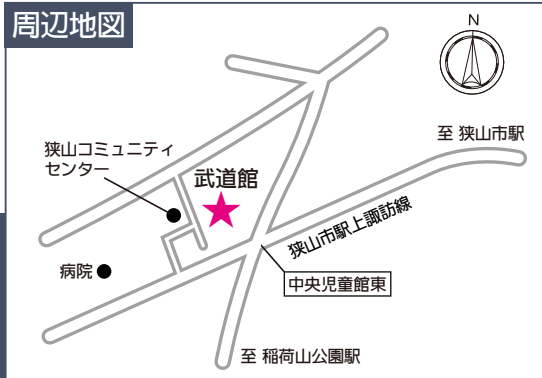 周辺地図
N
至 狭山市駅
狭山コミュニティ
センター
武道館
狭山市駅上諏訪線
病院
中央児童館東
至 稲荷山公園駅